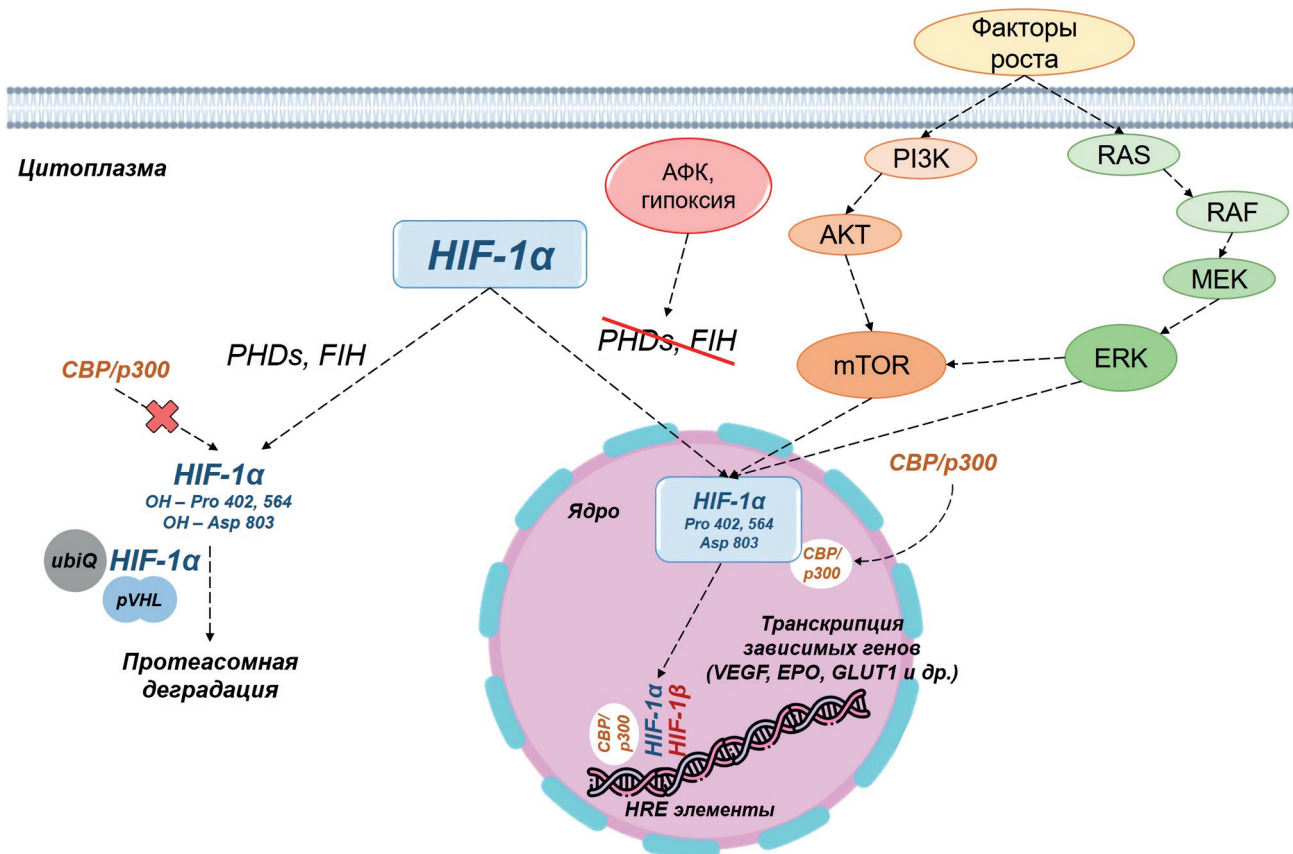 Факторы
роста
Цитоплазма
АФК,
гипоксия
PI3K
RAS
RAF
AKT
MEK
HIF-1α
PHDs, FIH
PHDs, FIH
mTOR
ERK
CBP/p300
HIF-1α
OH – Pro 402, 564
OH – Asp 803
ubiQ
HIF-1α
pVHL
Протеасомная
деградация
CBP/p300
Ядро
HIF-1α
Pro 402, 564
Asp 803
CBP/
p300
Транскрипция
зависимых генов
(VEGF, EPO, GLUT1 и др.)
CBP/
p300
HIF-1α
HIF-1β
HRE элементы